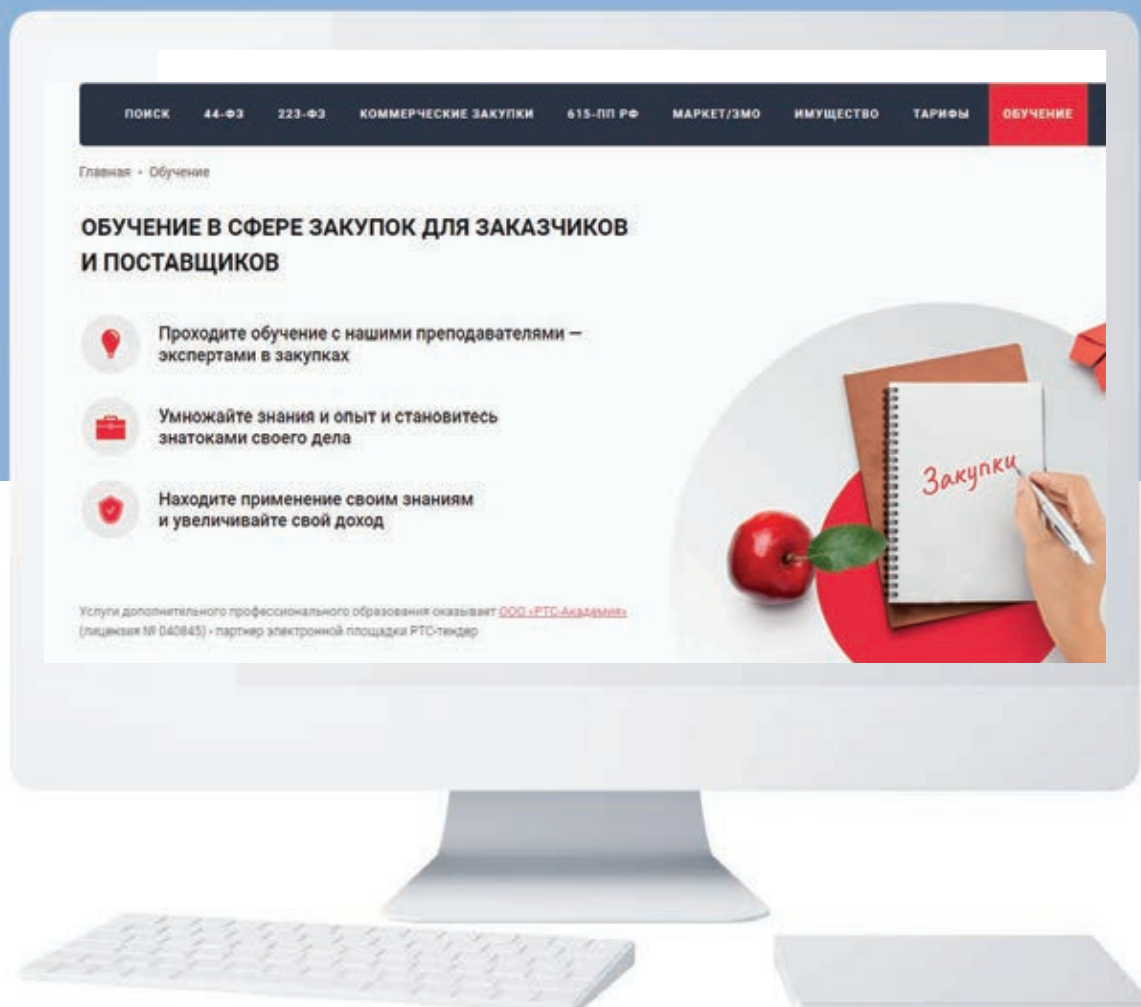 ПОИСК 44-ФЗ 223-ФЗ КОММЕРЧЕСКИЕ ЗАКУПКИ 615-ПП РФ МАРКЕТ/ЗМО ИМУЩЕСТВО ТАРИФЫ ОБУЧЕНИЕ
Главная • Обучение
ОБУЧЕНИЕ В СФЕРЕ ЗАКУПОК ДЛЯ ЗАКАЗЧИКОВ
И ПОСТАВЩИКОВ
Проходите обучение с нашими преподавателями —
экспертами в закупках
Умножайте знания и опыт и становитесь
знатоками своего дела
Находите применение своим знаниям
и увеличивайте свой доход
Закупки
Услуги дополнительного профессионального образования оказывает ООО «РТС-Академия»
(лицензия № 040845) - партнер электронной площадки РТС-тендер